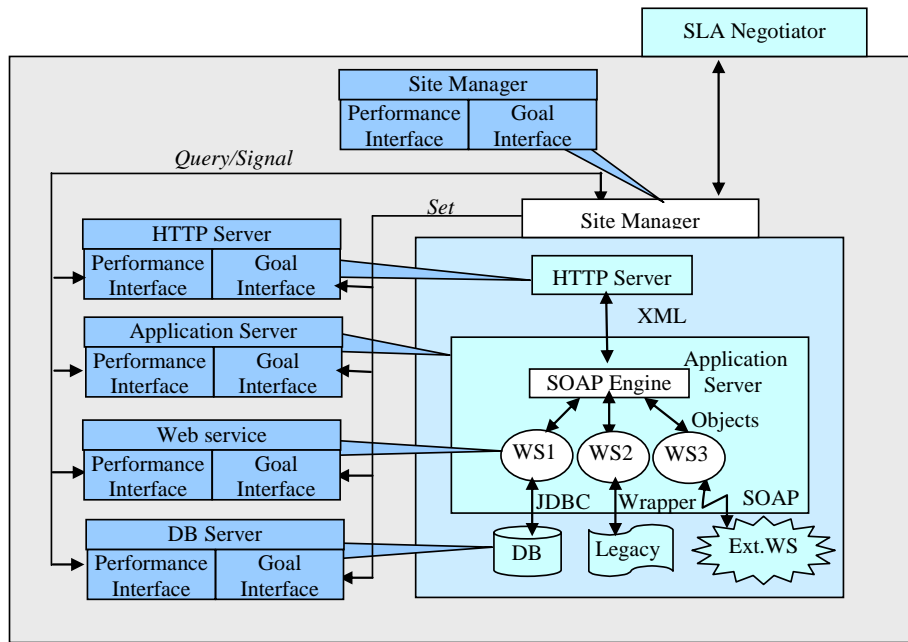 SLA Negotiator
Site Manager
Performance Interface
Goal Interface
Query/Signal
Set
Site Manager
HTTP Server
Performance Interface
Goal Interface
HTTP Server
XML
Application Server
Performance Interface
Goal Interface
Application Server
SOAP Engine
Objects
Web service
Performance Interface
Goal Interface
WS1
WS2
WS3
JDBC
Wrapper
SOAP
DB Server
Performance Interface
Goal Interface
DB
Legacy
Ext.WS